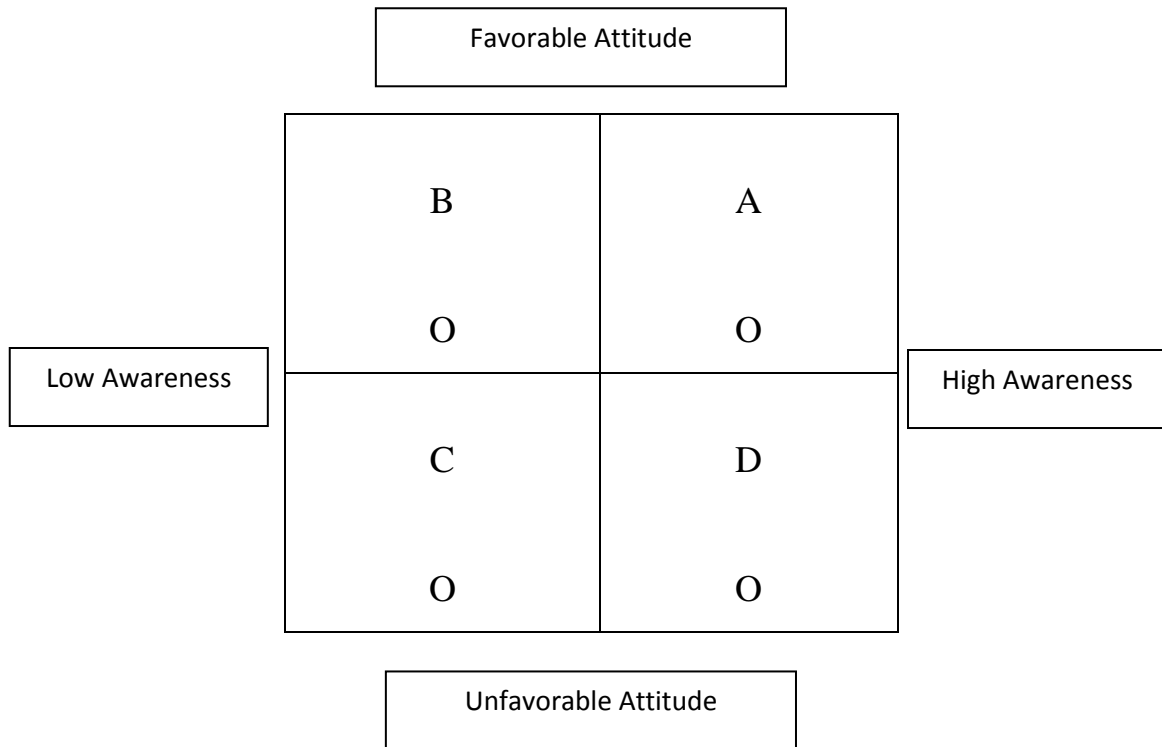 Favorable Attitude
B A
O O
Low Awareness
High Awareness
C D
O O
Unfavorable Attitude